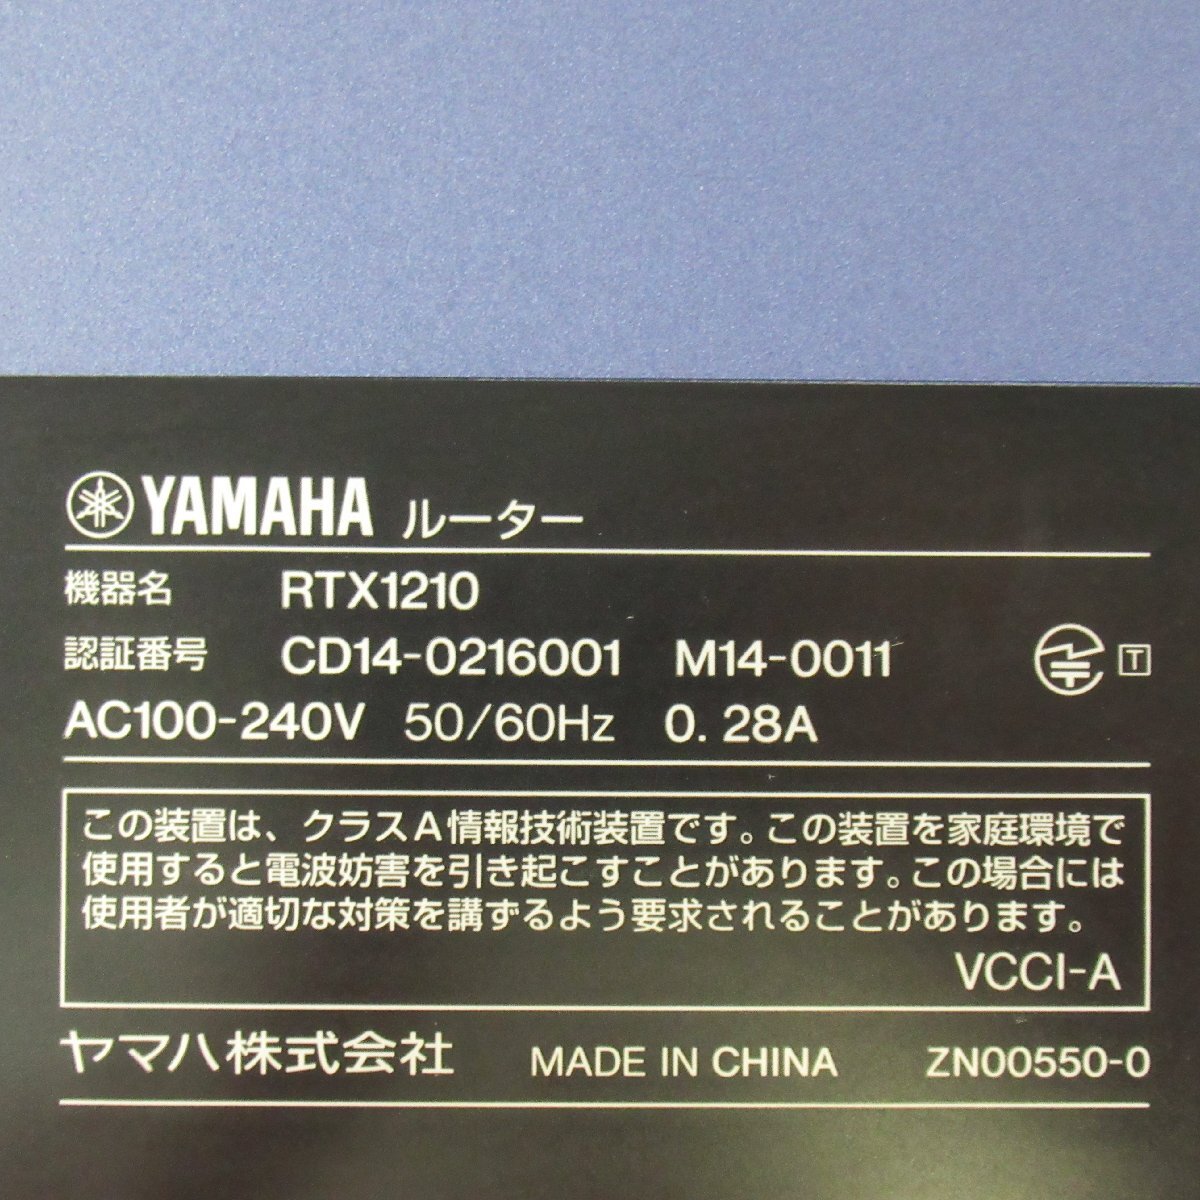 YAMAHA ルーター
機器名 RTX1210
認証番号 CD14-0216001 M14-0011 T
AC100-240V 50/60Hz 0.28A
この装置は、クラスA情報技術装置です。この装置を家庭環境で
使用すると電波妨害を引き起こすことがあります。この場合には
使用者が適切な対策を講ずるよう要求されることがあります。
VCCI-A
ヤマハ株式会社 MADE IN CHINA ZN00550-0